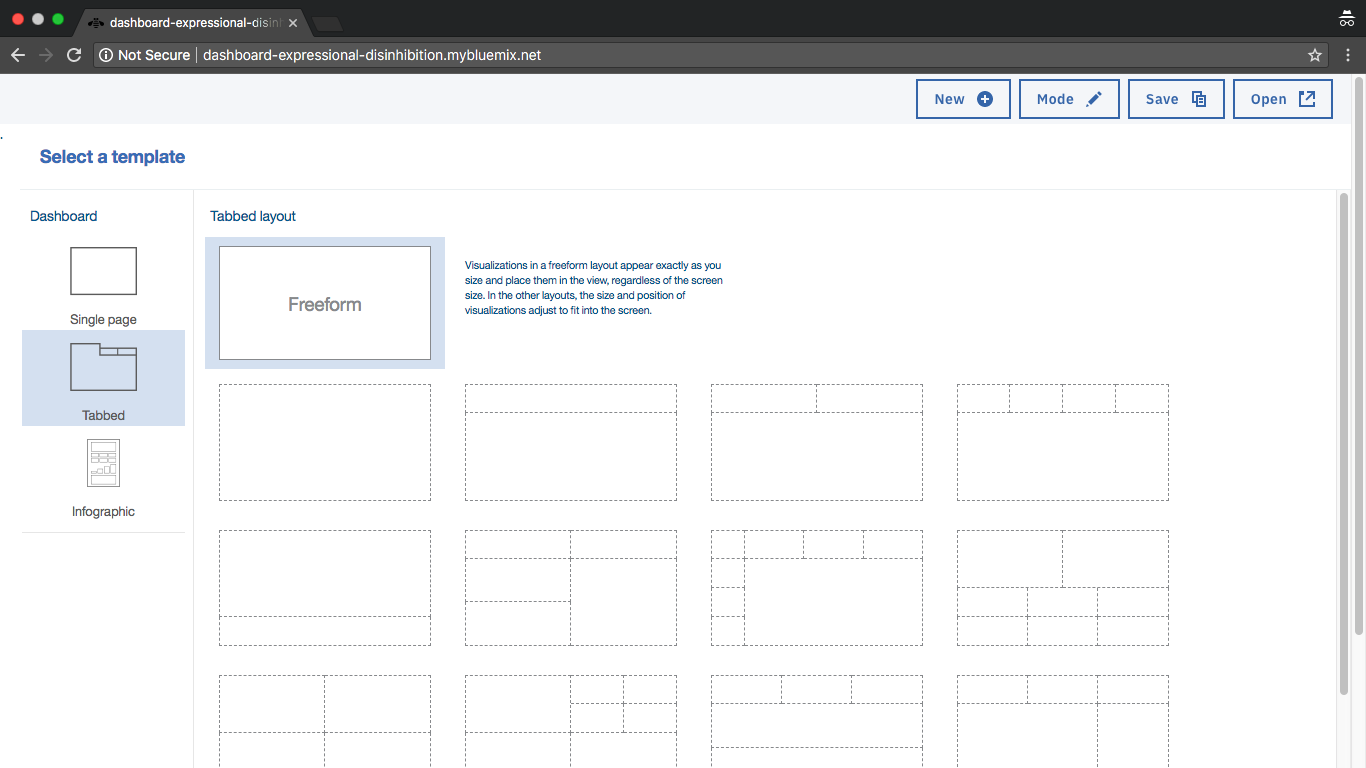 dashboard-expressional-disin
Not Secure dashboard-expressional-disinhibition.mybluemix.net
New Mode Save Open
.
Select a template
Dashboard
Single page
Tabbed
Infographic
Tabbed layout
Freeform
Visualizations in a freeform layout appear exactly as you
size and place them in the view, regardless of the screen
size. In the other layouts, the size and position of
visualizations adjust to fit into the screen.